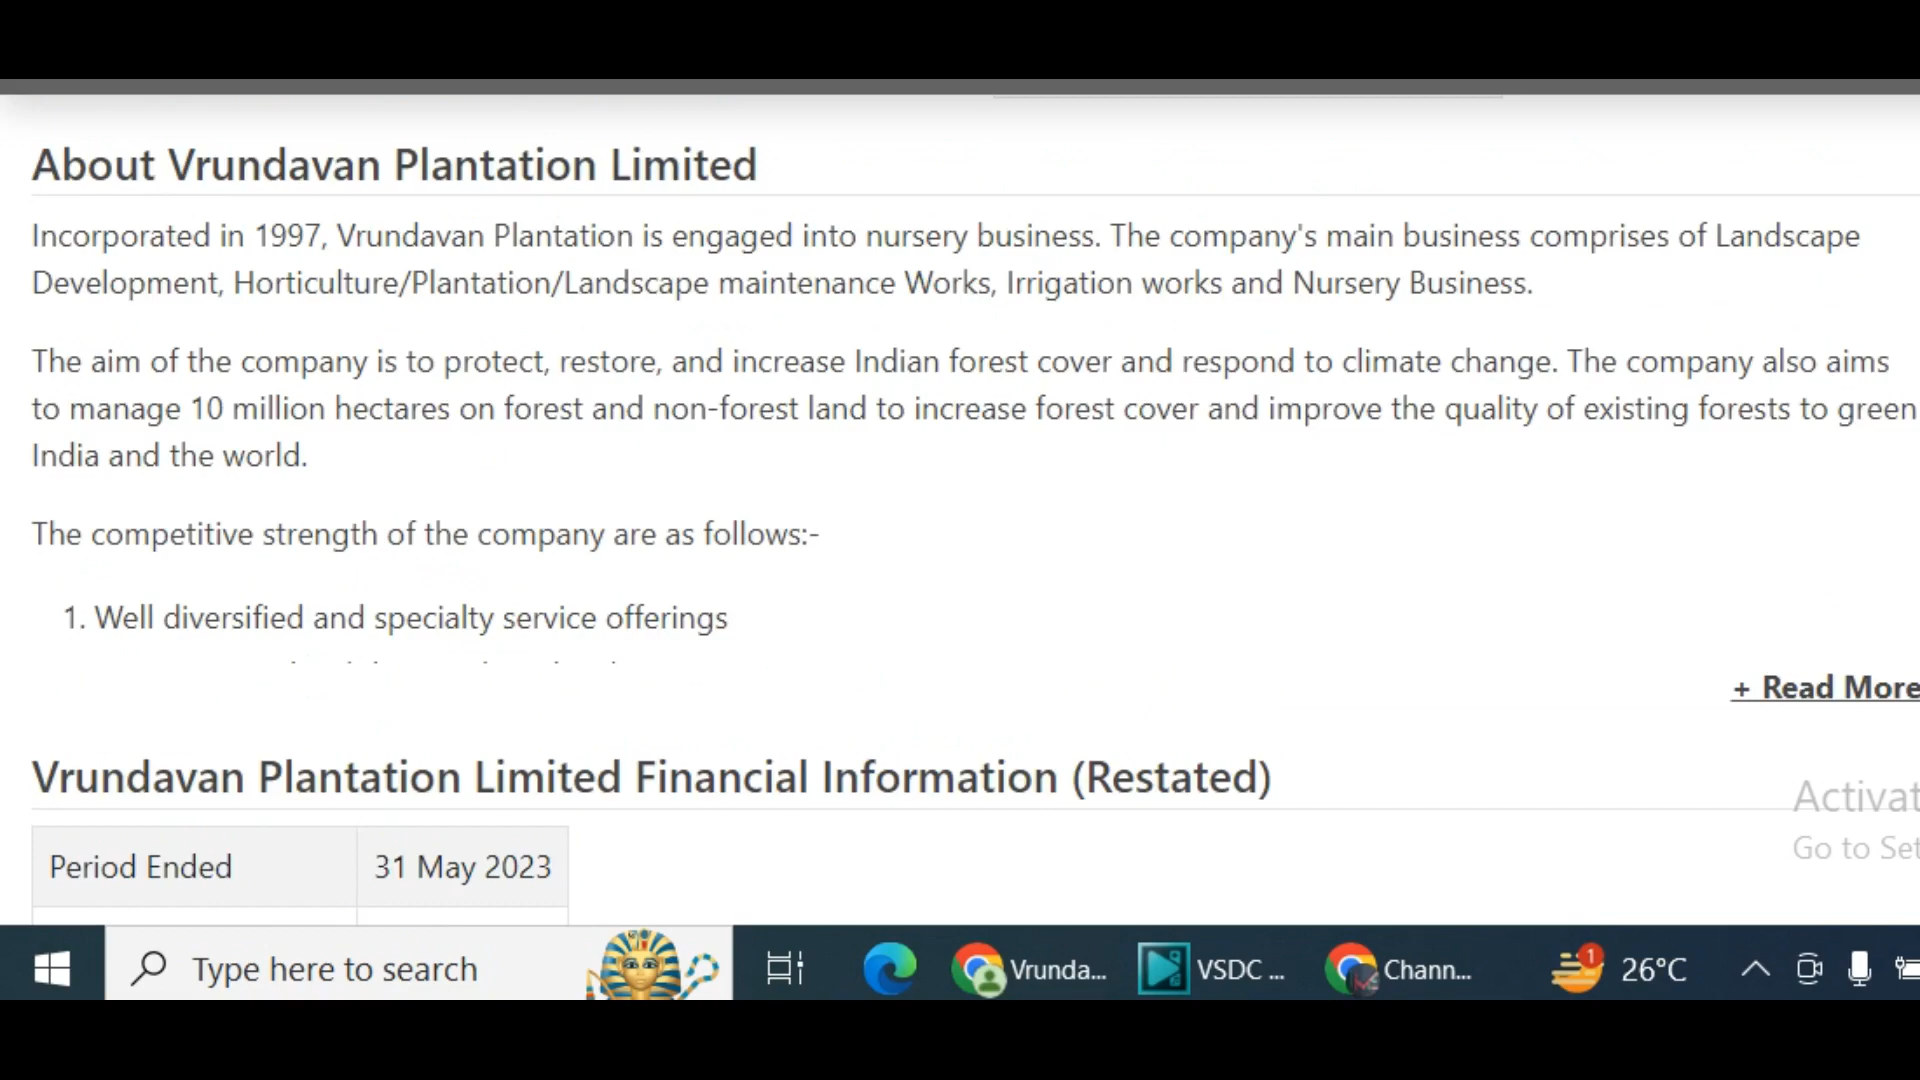 About Vrundavan Plantation Limited
Incorporated in 1997, Vrundavan Plantation is engaged into nursery business. The company's main business comprises of Landscape
Development, Horticulture/Plantation/Landscape maintenance Works, Irrigation works and Nursery Business.
The aim of the company is to protect, restore, and increase Indian forest cover and respond to climate change. The company also aims
to manage 10 million hectares on forest and non-forest land to increase forest cover and improve the quality of existing forests to green
India and the world.
The competitive strength of the company are as follows:-
1. Well diversified and specialty service offerings
+ Read More
Vrundavan Plantation Limited Financial Information (Restated)
Activat
Go to Set
Period Ended 31 May 2023
Type here to search Vrunda... VSDC ... Chann... 1 26°C